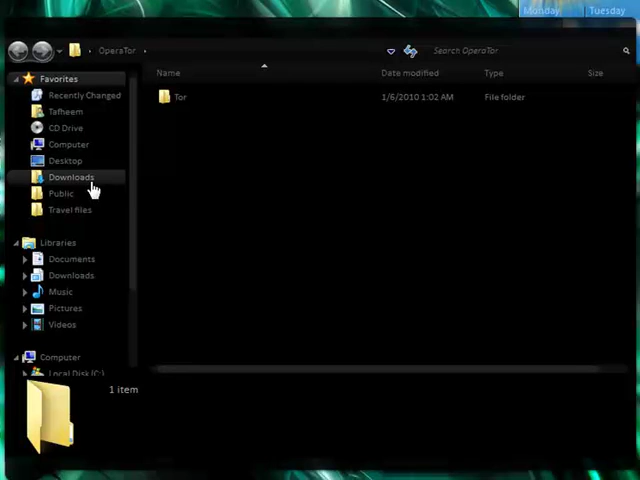 Monday Tuesday
OperaTor
Search OperaTor
Name Date modified Type Size
Favorites
Recently Changed
Tafheem
CD Drive
Computer
Desktop
Downloads
Public
Travel files
Tor 1/6/2010 1:02 AM File folder
Libraries
Documents
Downloads
Music
Pictures
Videos
Computer
Local Disk (C:)
1 item